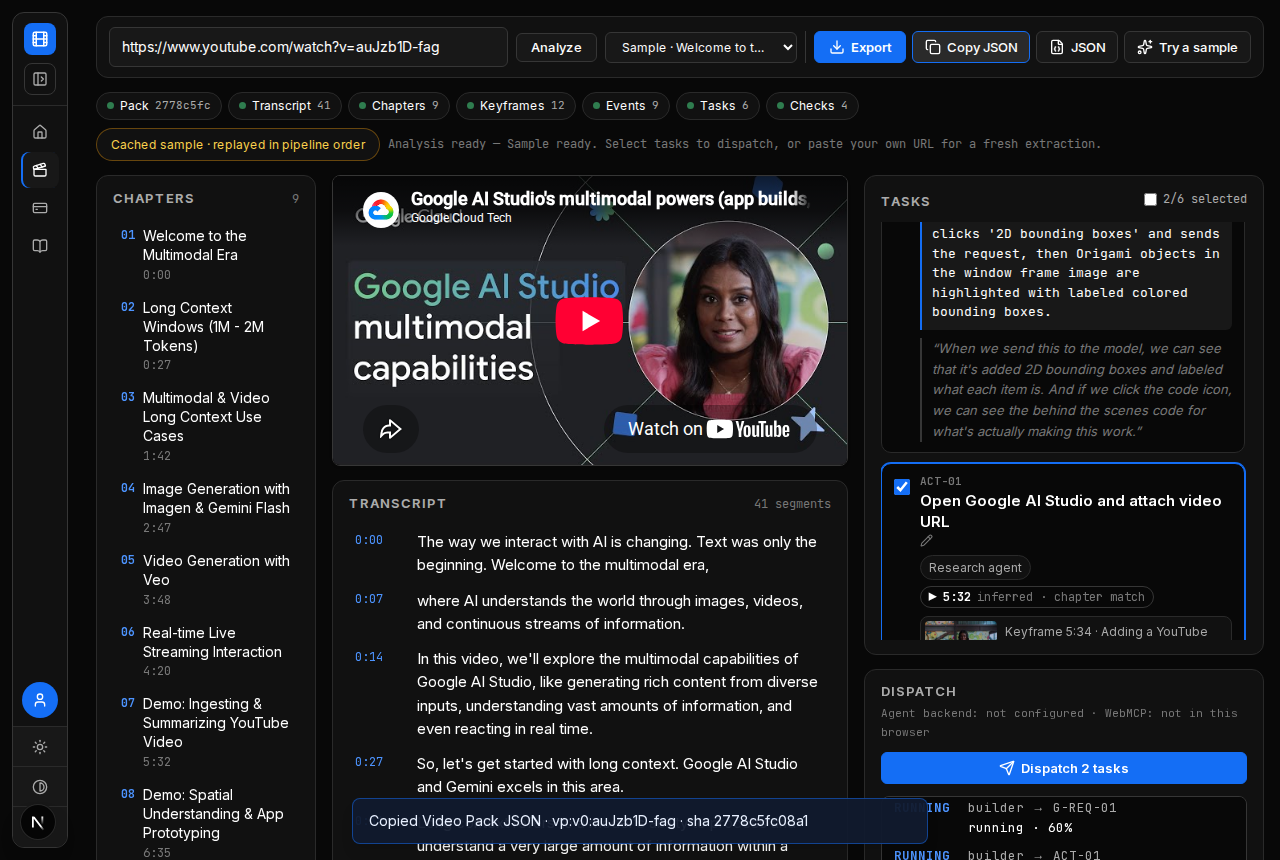 https://www.youtube.com/watch?v=auJzb1D-fag
Analyze
Sample · Welcome to t...
Export
Copy JSON
JSON
Try a sample
Pack 2778c5fc
Transcript 41
Chapters 9
Keyframes 12
Events 9
Tasks 6
Checks 4
Cached sample · replayed in pipeline order
Analysis ready — Sample ready. Select tasks to dispatch, or paste your own URL for a fresh extraction.
CHAPTERS 9
01 Welcome to the
Multimodal Era
0:00
02 Long Context
Windows (1M - 2M
Tokens)
0:27
03 Multimodal & Video
Long Context Use
Cases
1:42
04 Image Generation with
Imagen & Gemini Flash
2:47
05 Video Generation with
Veo
3:48
06 Real-time Live
Streaming Interaction
4:20
07 Demo: Ingesting &
Summarizing YouTube
Video
5:32
08 Demo: Spatial
Understanding & App
Prototyping
6:35
Google AI Studio's multimodal powers (app builds,
Google Cloud Tech
Google AI Studio
multimodal
capabilities
Watch on YouTube
TRANSCRIPT 41 segments
0:00 The way we interact with AI is changing. Text was only the
beginning. Welcome to the multimodal era,
0:07 where AI understands the world through images, videos,
and continuous streams of information.
0:14 In this video, we'll explore the multimodal capabilities of
Google AI Studio, like generating rich content from diverse
inputs, understanding vast amounts of information, and
even reacting in real time.
0:27 So, let's get started with long context. Google AI Studio
and Gemini excels in this area.
understand a very large amount of information within a
Copied Video Pack JSON · vp:v0:auJzb1D-fag · sha 2778c5fc08a1
TASKS 2/6 selected
clicks '2D bounding boxes' and sends
the request, then Origami objects in
the window frame image are
highlighted with labeled colored
bounding boxes.
“When we send this to the model, we can see
that it's added 2D bounding boxes and labeled
what each item is. And if we click the code icon,
we can see the behind the scenes code for
what's actually making this work.”
ACT-01
Open Google AI Studio and attach video
URL
Research agent
▶ 5:32 inferred · chapter match
Keyframe 5:34 · Adding a YouTube
DISPATCH
Agent backend: not configured · WebMCP: not in this
browser
Dispatch 2 tasks
RUNNING builder → G-REQ-01
running · 60%
RUNNING builder → ACT-01